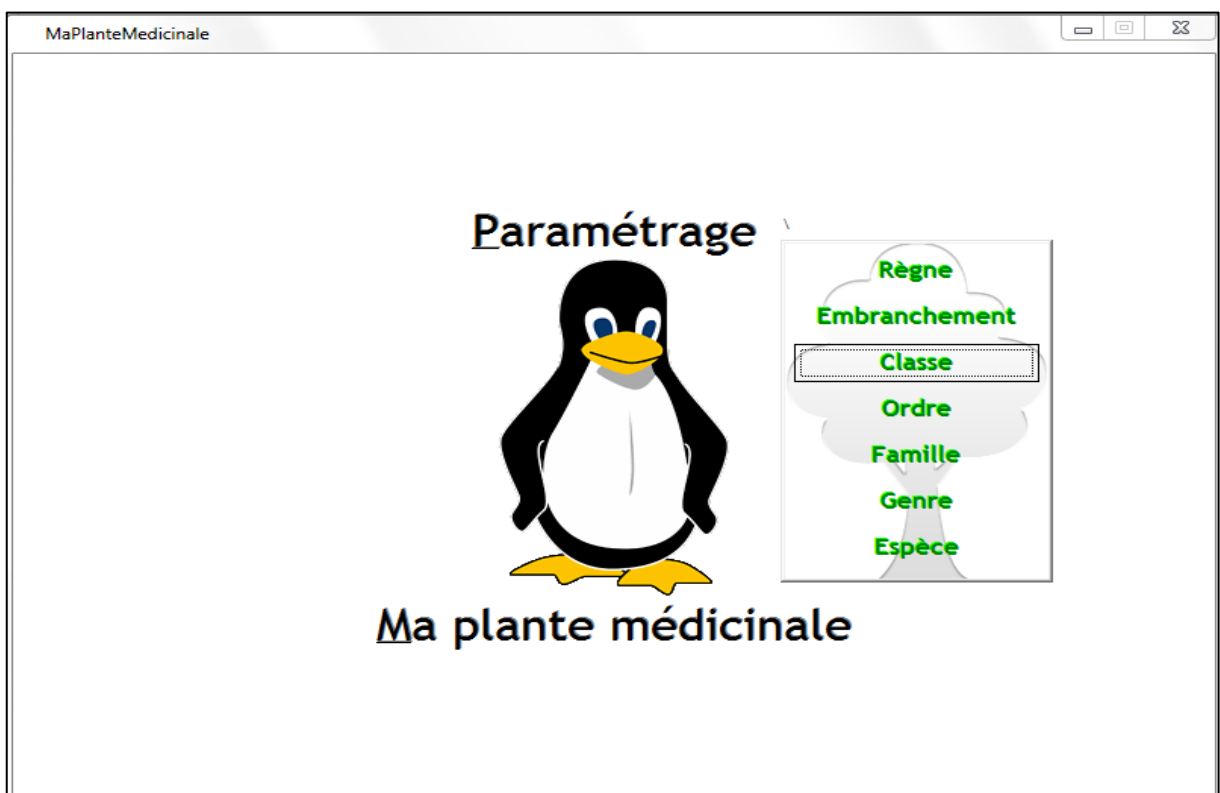 MaPlanteMedicinale
Paramétrage
\
Règne
Embranchement
Classe
Ordre
Famille
Genre
Espèce
Ma plante médicinale